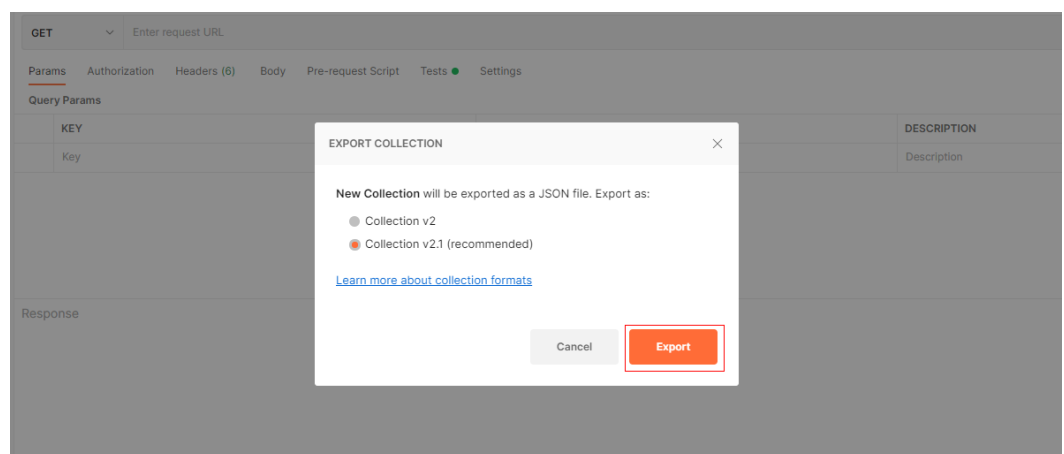 GET Enter request URL
Params Authorization Headers (6) Body Pre-request Script Tests Settings
Query Params
KEY DESCRIPTION
Key Description
EXPORT COLLECTION
New Collection will be exported as a JSON file. Export as:
Collection v2
Collection v2.1 (recommended)
Learn more about collection formats
Response
Cancel Export